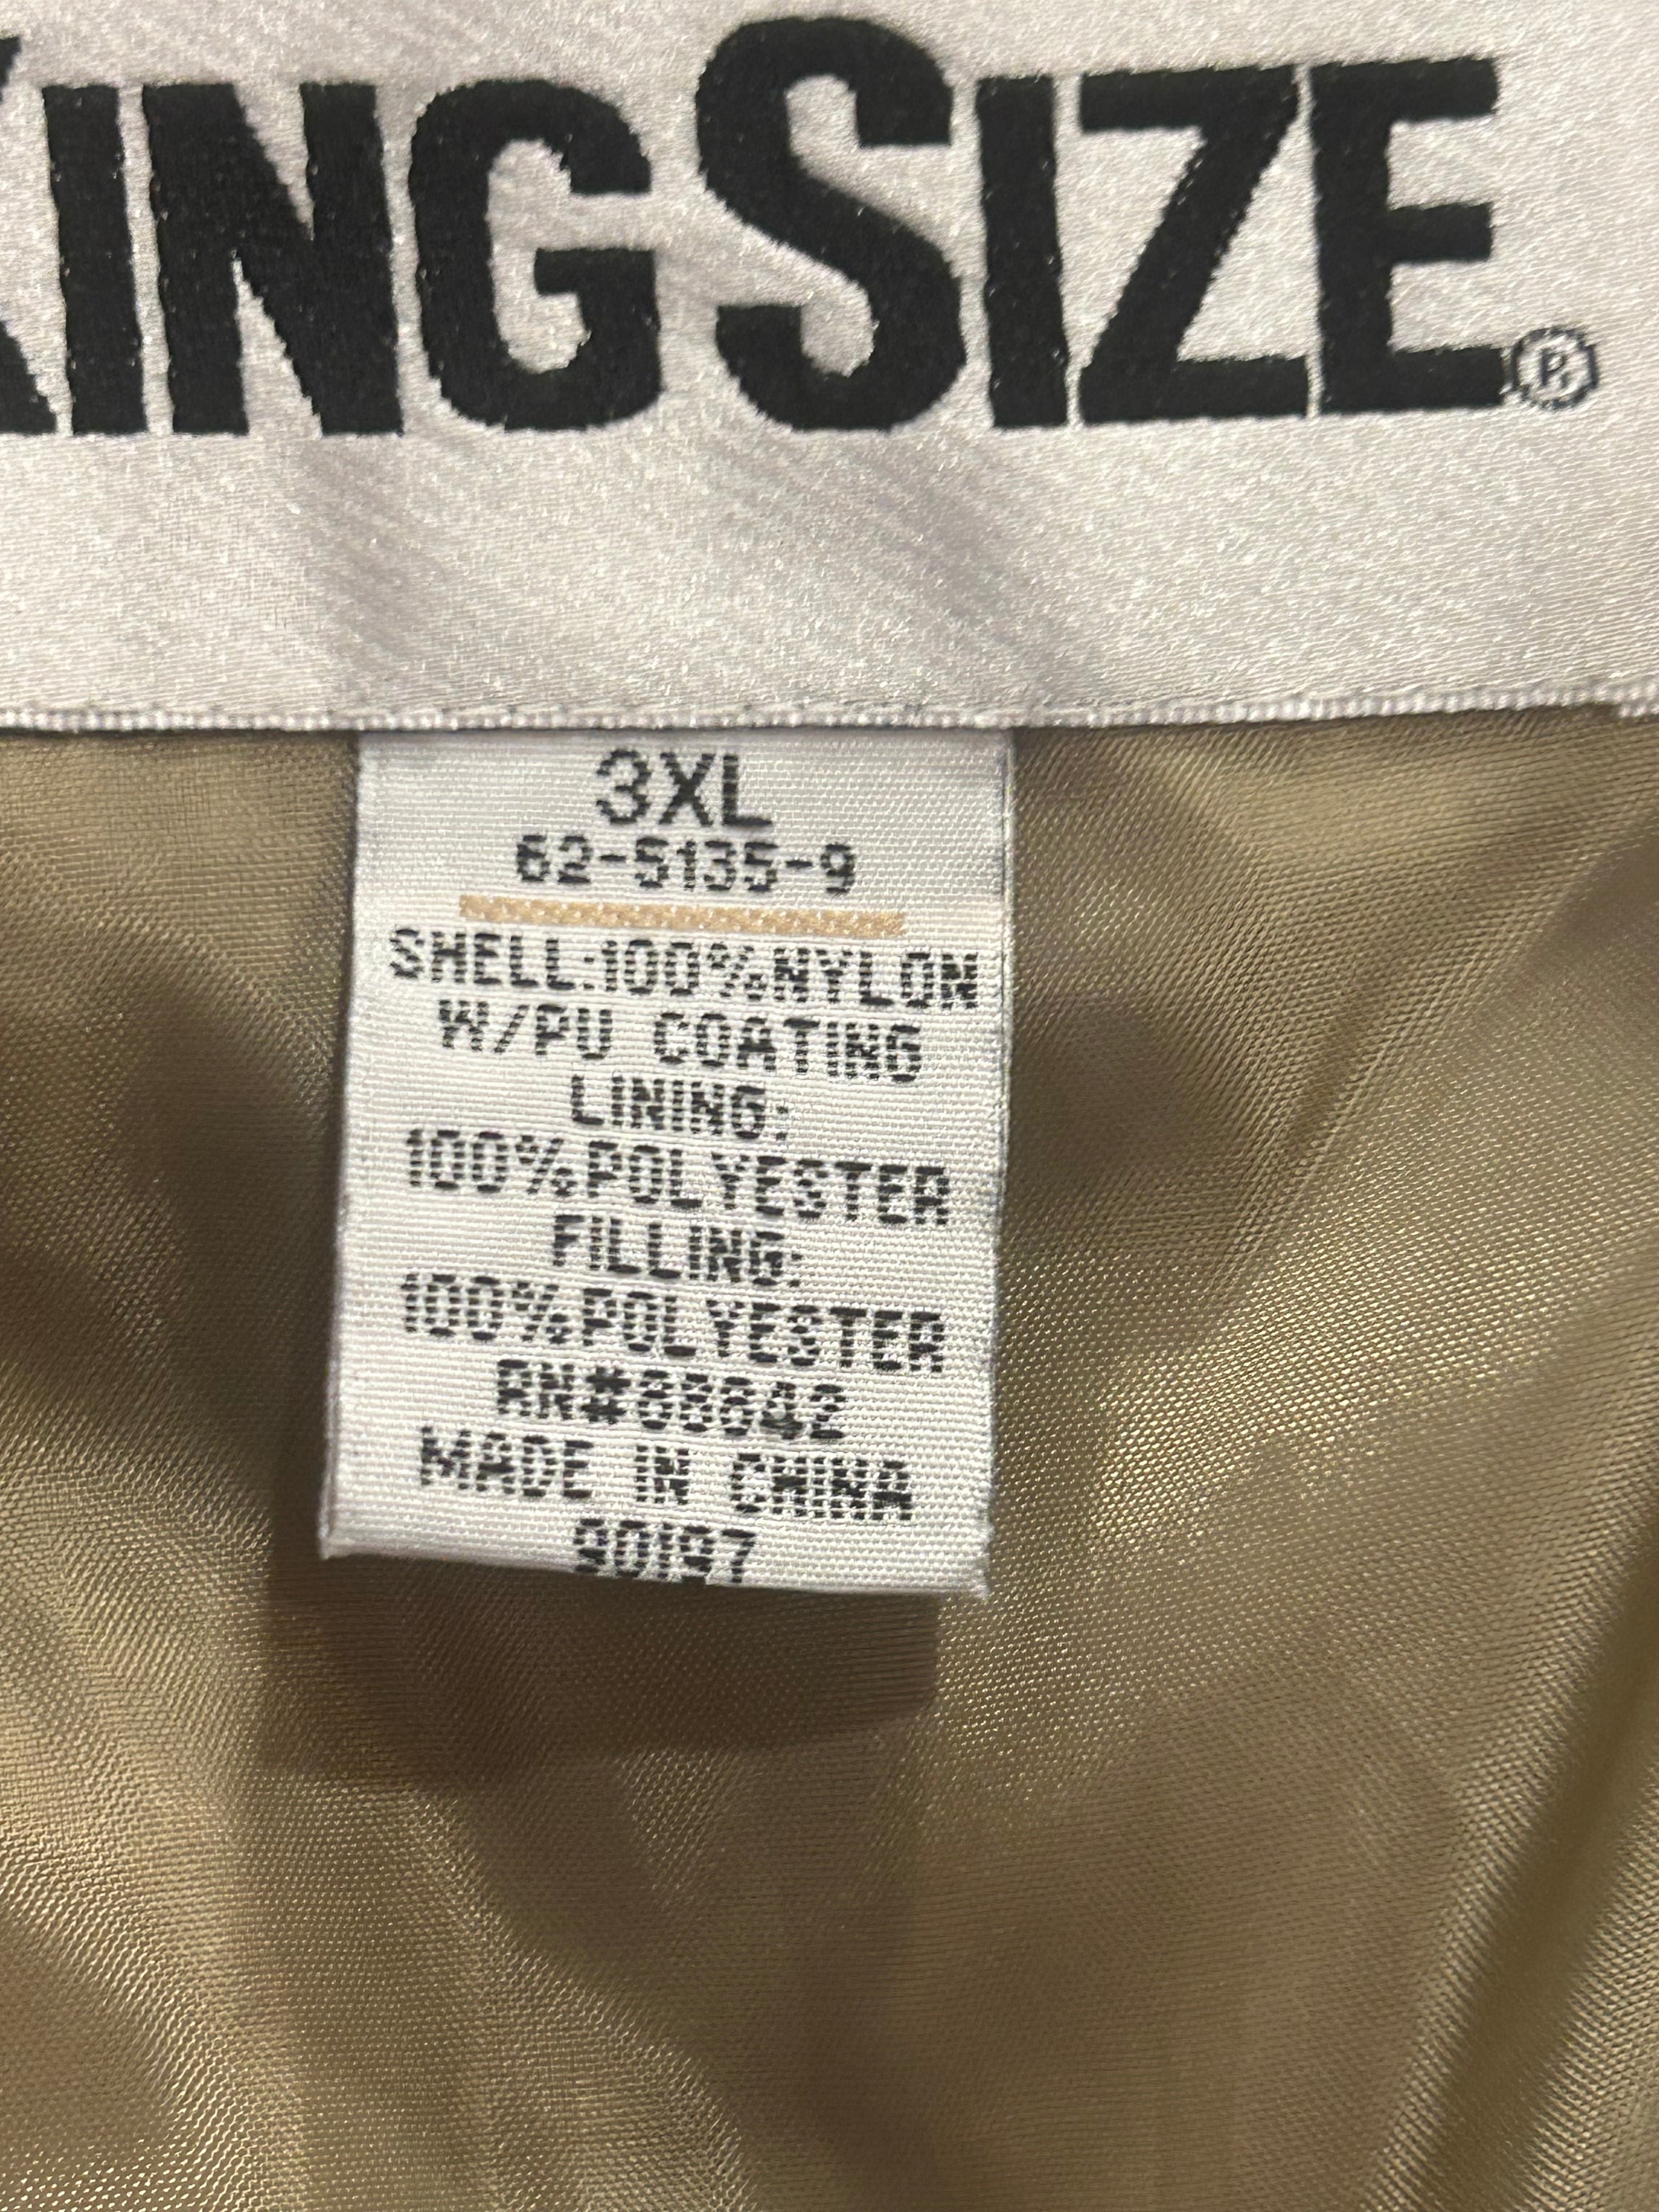 KINGSIZE®
3XL
62-5135-9
SHELL:100%NYLON
W/PU COATING
LINING:
100%POLYESTER
FILLING:
100%POLYESTER
RN#88842
MADE IN CHINA
90197